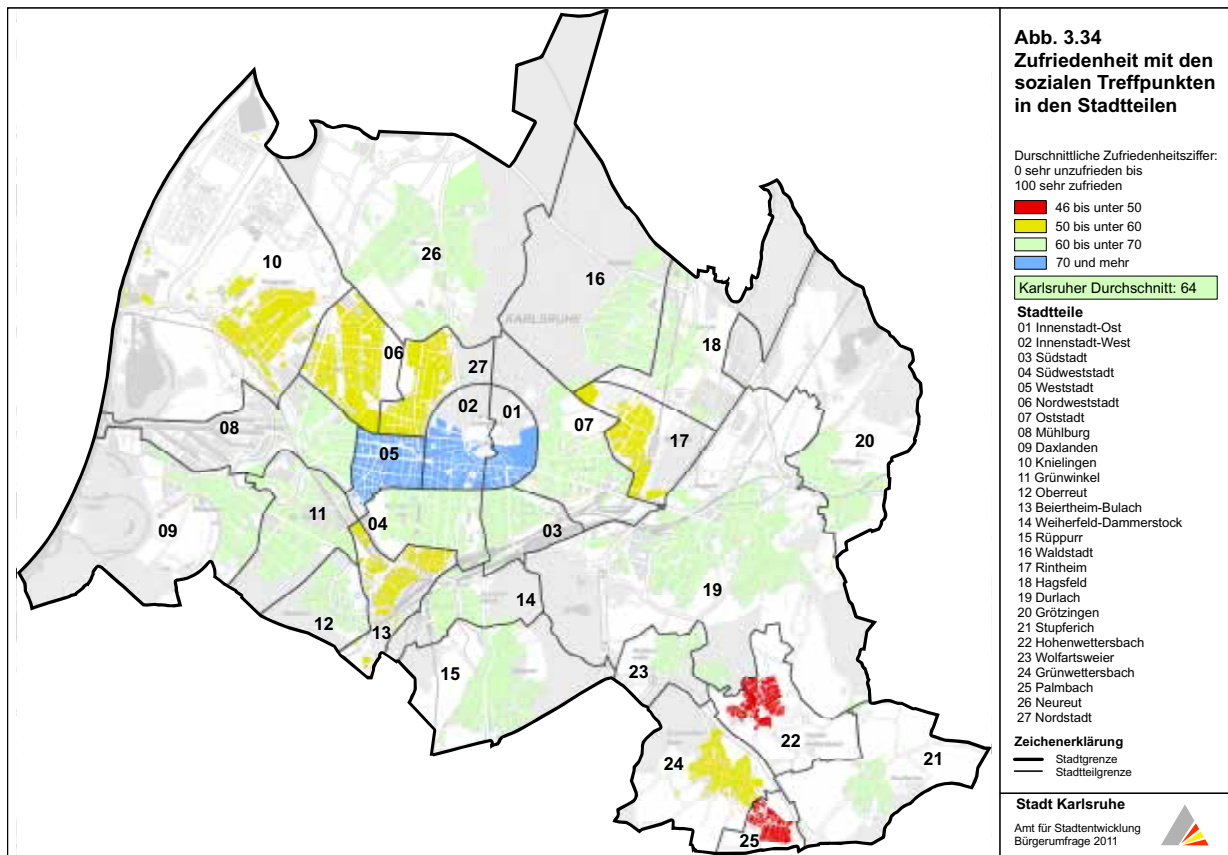 Abb. 3.34
Zufriedenheit mit den
sozialen Treffpunkten
in den Stadtteilen
Durschnittliche Zufriedenheitsziffer:
0 sehr unzufrieden bis
100 sehr zufrieden
46 bis unter 50
50 bis unter 60
60 bis unter 70
70 und mehr
Karlsruher Durchschnitt: 64
Stadtteile
01 Innenstadt-Ost
02 Innenstadt-West
03 Südstadt
04 Südweststadt
05 Weststadt
06 Nordweststadt
07 Oststadt
08 Mühlburg
09 Daxlanden
10 Knielingen
11 Grünwinkel
12 Oberreut
13 Beiertheim-Bulach
14 Weiherfeld-Dammerstock
15 Rüppurr
16 Waldstadt
17 Rintheim
18 Hagsfeld
19 Durlach
20 Grötzingen
21 Stupferich
22 Hohenwettersbach
23 Wolfartsweier
24 Grünwettersbach
25 Palmbach
26 Neureut
27 Nordstadt
Zeichenerklärung
Stadtgrenze
Stadtteilgrenze
Stadt Karlsruhe
Amt für Stadtentwicklung
Bürgerumfrage 2011
26
10
16
KARLSRUHE
18
06
27
02
01
07
08
20
17
05
11
04
03
09
19
14
12
13
15
23
22
21
24
25